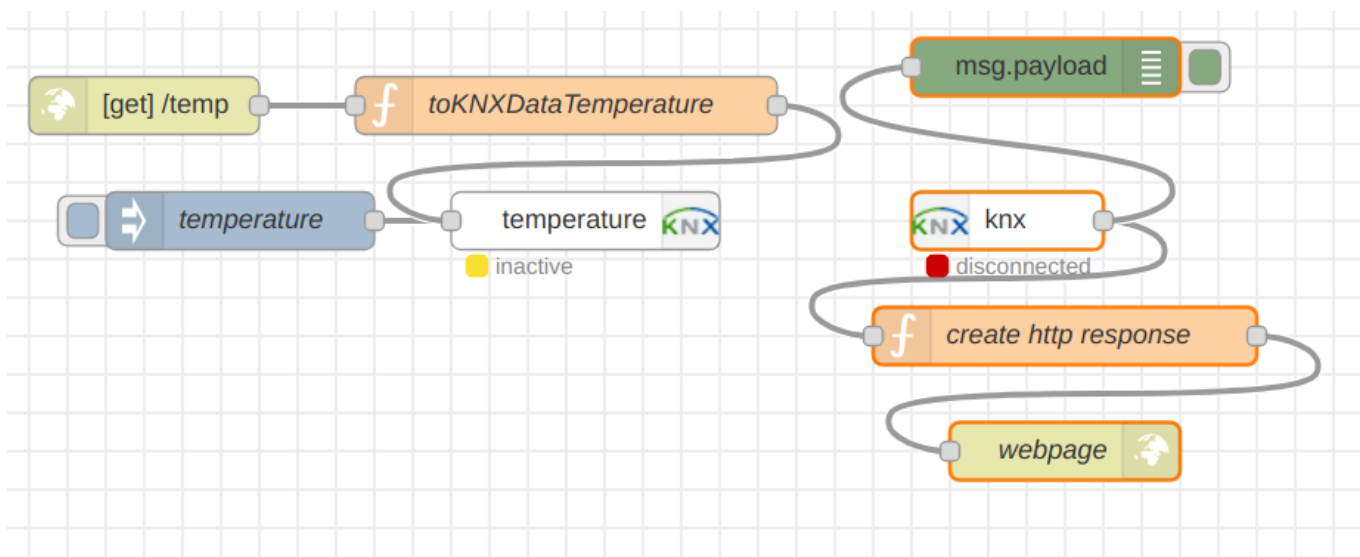 msg.payload
[get] /temp
toKNXDataTemperature
temperature
temperature KNX
KNX knx
inactive
disconnected
create http response
webpage